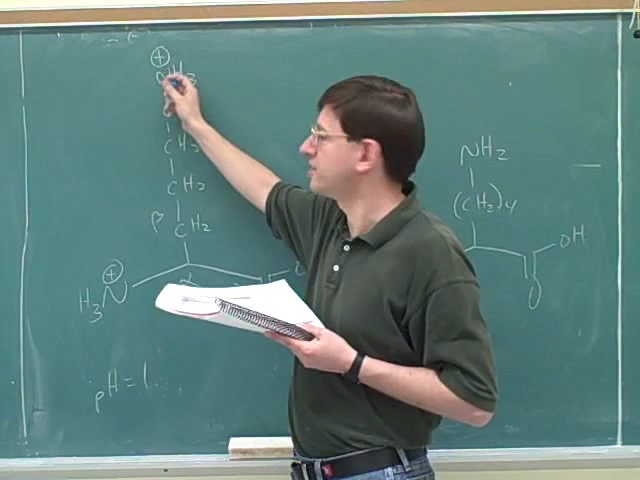 ⊕
NH3
CH2
CH2
β CH2
⊕
H3N
pH = 1
NH2
(CH2)4
OH
O